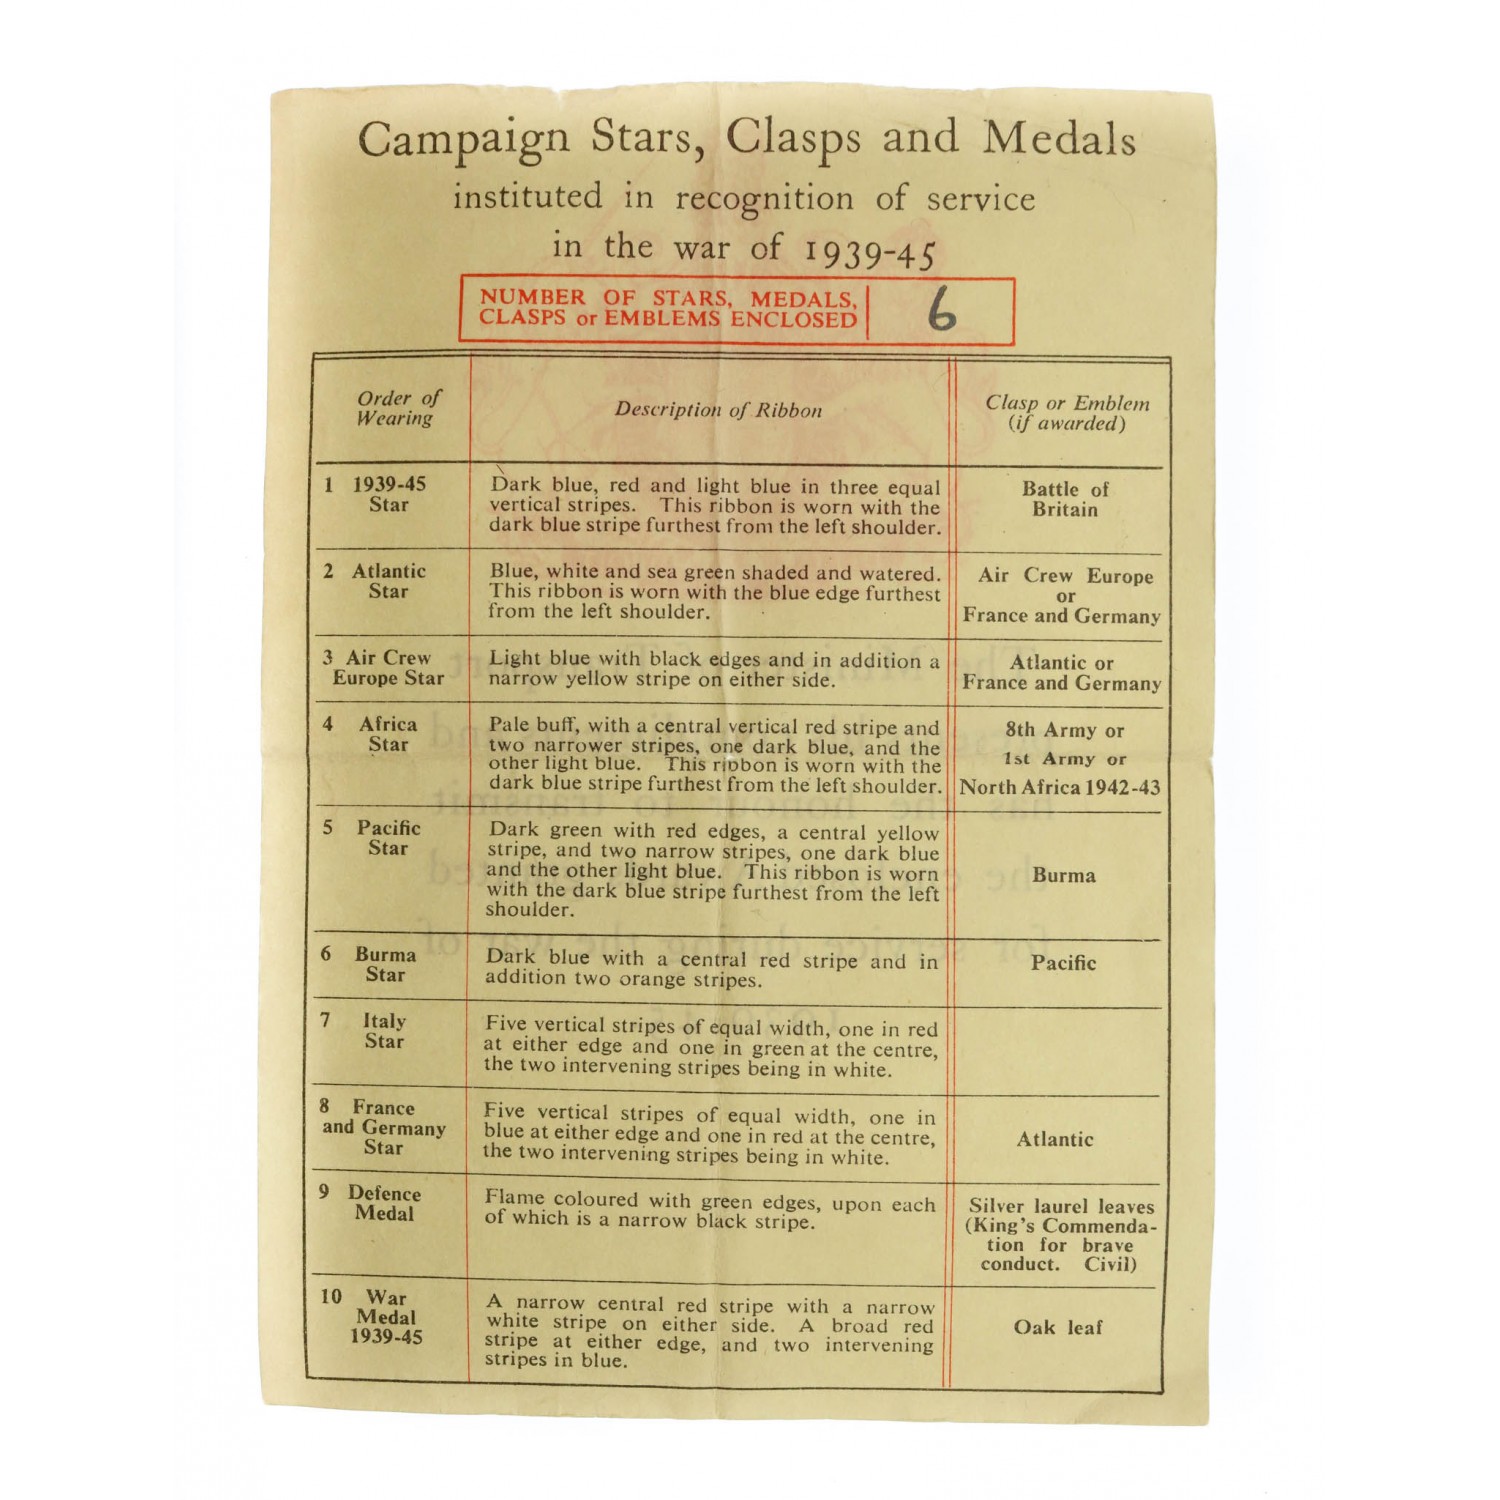 Campaign Stars, Clasps and Medals
instituted in recognition of service
in the war of 1939-45
NUMBER OF STARS, MEDALS,
CLASPS or EMBLEMS ENCLOSED
6
Order of
Wearing
Description of Ribbon
Clasp or Emblem
(if awarded)
1 1939-45
Star
Dark blue, red and light blue in three equal
vertical stripes. This ribbon is worn with the
dark blue stripe furthest from the left shoulder.
Battle of
Britain
2 Atlantic
Star
Blue, white and sea green shaded and watered.
This ribbon is worn with the blue edge furthest
from the left shoulder.
Air Crew Europe
or
France and Germany
3 Air Crew
Europe Star
Light blue with black edges and in addition a
narrow yellow stripe on either side.
Atlantic or
France and Germany
4 Africa
Star
Pale buff, with a central vertical red stripe and
two narrower stripes, one dark blue, and the
other light blue. This ribbon is worn with the
dark blue stripe furthest from the left shoulder.
8th Army or
1st Army or
North Africa 1942-43
5 Pacific
Star
Dark green with red edges, a central yellow
stripe, and two narrow stripes, one dark blue
and the other light blue. This ribbon is worn
with the dark blue stripe furthest from the left
shoulder.
Burma
6 Burma
Star
Dark blue with a central red stripe and in
addition two orange stripes.
Pacific
7 Italy
Star
Five vertical stripes of equal width, one in red
at either edge and one in green at the centre,
the two intervening stripes being in white.
8 France
and Germany
Star
Five vertical stripes of equal width, one in
blue at either edge and one in red at the centre,
the two intervening stripes being in white.
Atlantic
9 Defence
Medal
Flame coloured with green edges, upon each
of which is a narrow black stripe.
Silver laurel leaves
(King's Commenda-
tion for brave
conduct. Civil)
10 War
Medal
1939-45
A narrow central red stripe with a narrow
white stripe on either side. A broad red
stripe at either edge, and two intervening
stripes in blue.
Oak leaf